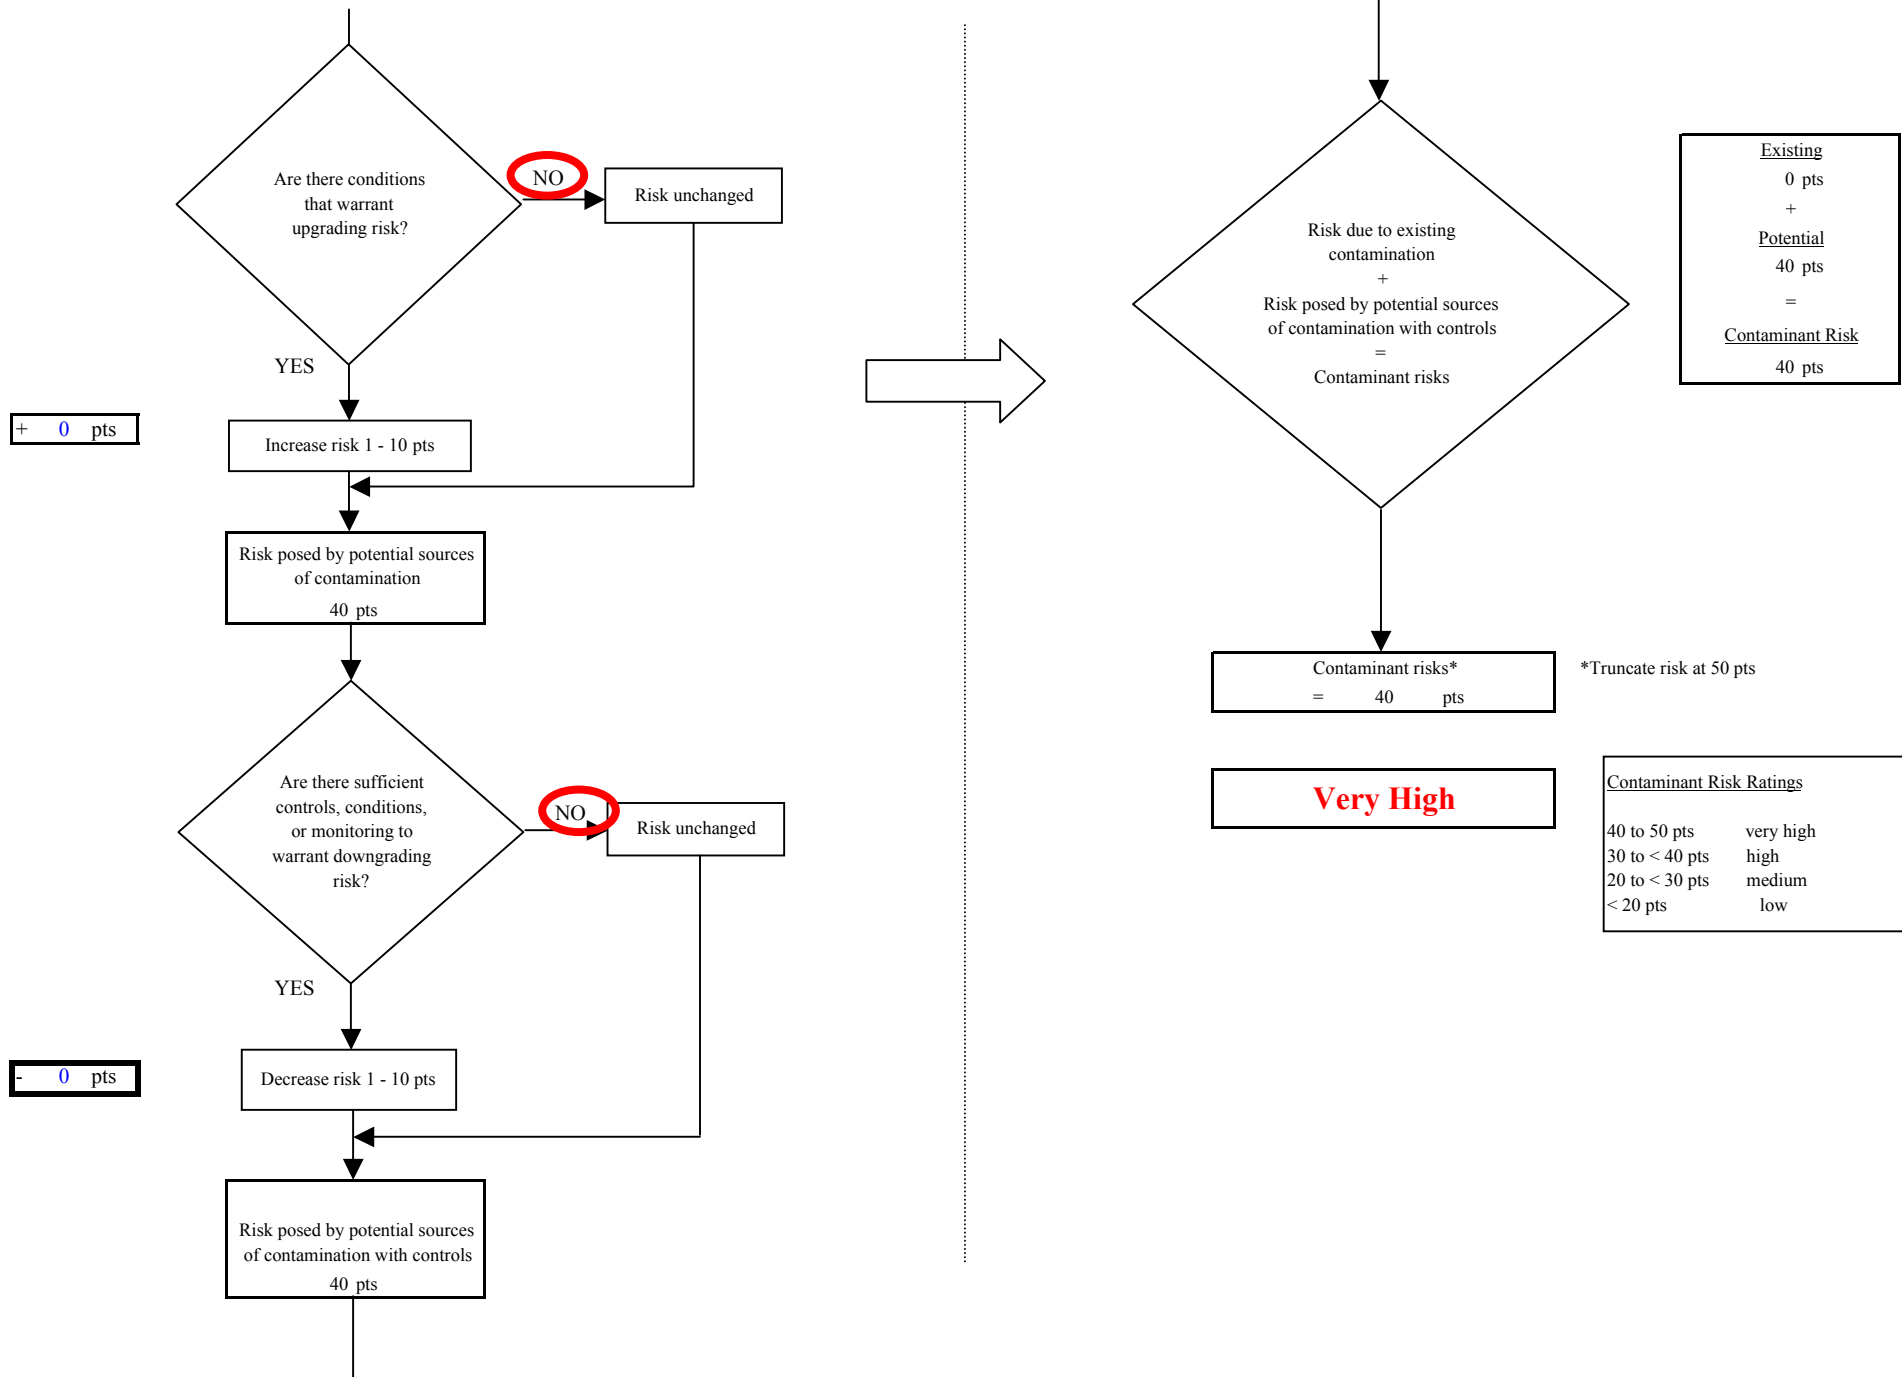 Are there conditions
that warrant
upgrading risk?
NO
Risk unchanged
YES
+ 0 pts
Increase risk 1 - 10 pts
Risk posed by potential sources
of contamination
40 pts
Are there sufficient
controls, conditions,
or monitoring to
warrant downgrading
risk?
NO
Risk unchanged
YES
- 0 pts
Decrease risk 1 - 10 pts
Risk posed by potential sources
of contamination with controls
40 pts
Risk due to existing
contamination
+
Risk posed by potential sources
of contamination with controls
=
Contaminant risks
Existing
0 pts
+
Potential
40 pts
=
Contaminant Risk
40 pts
Contaminant risks*
= 40 pts
*Truncate risk at 50 pts
Very High
Contaminant Risk Ratings
40 to 50 pts very high
30 to < 40 pts high
20 to < 30 pts medium
< 20 pts low